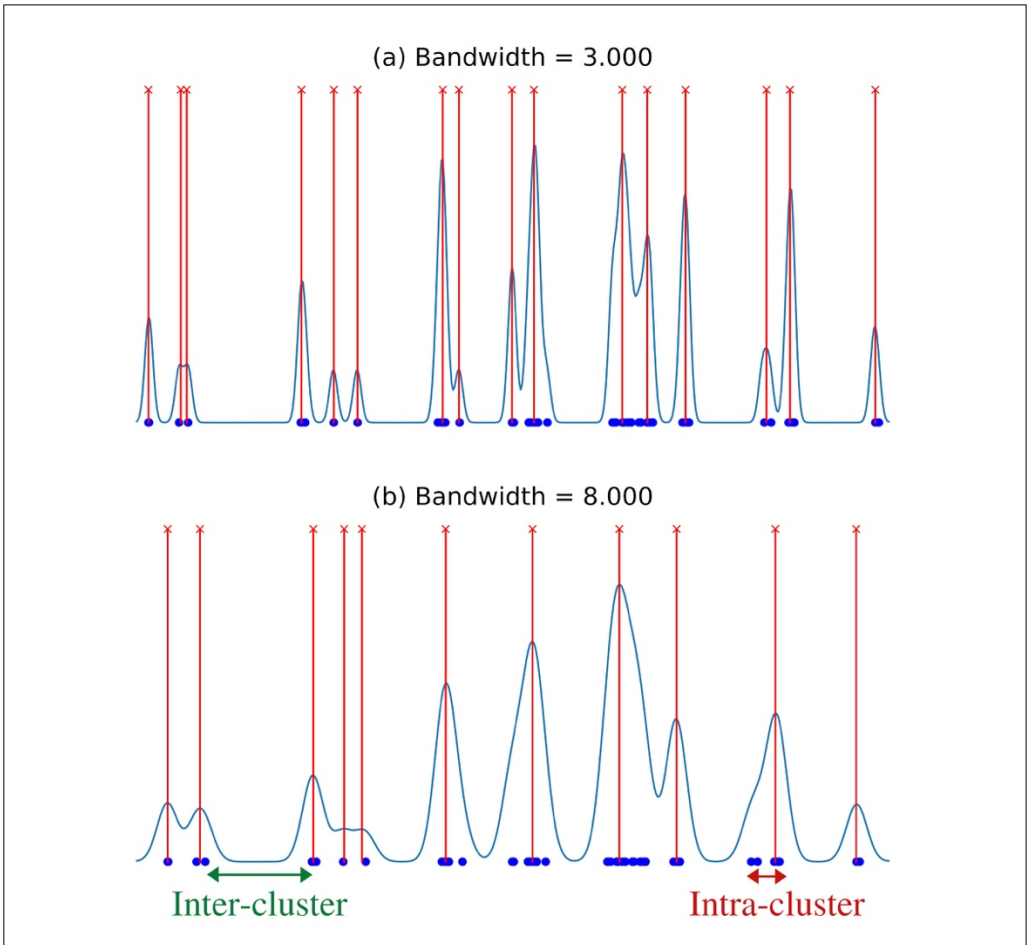 (a) Bandwidth = 3.000
(b) Bandwidth = 8.000
Inter-cluster
Intra-cluster